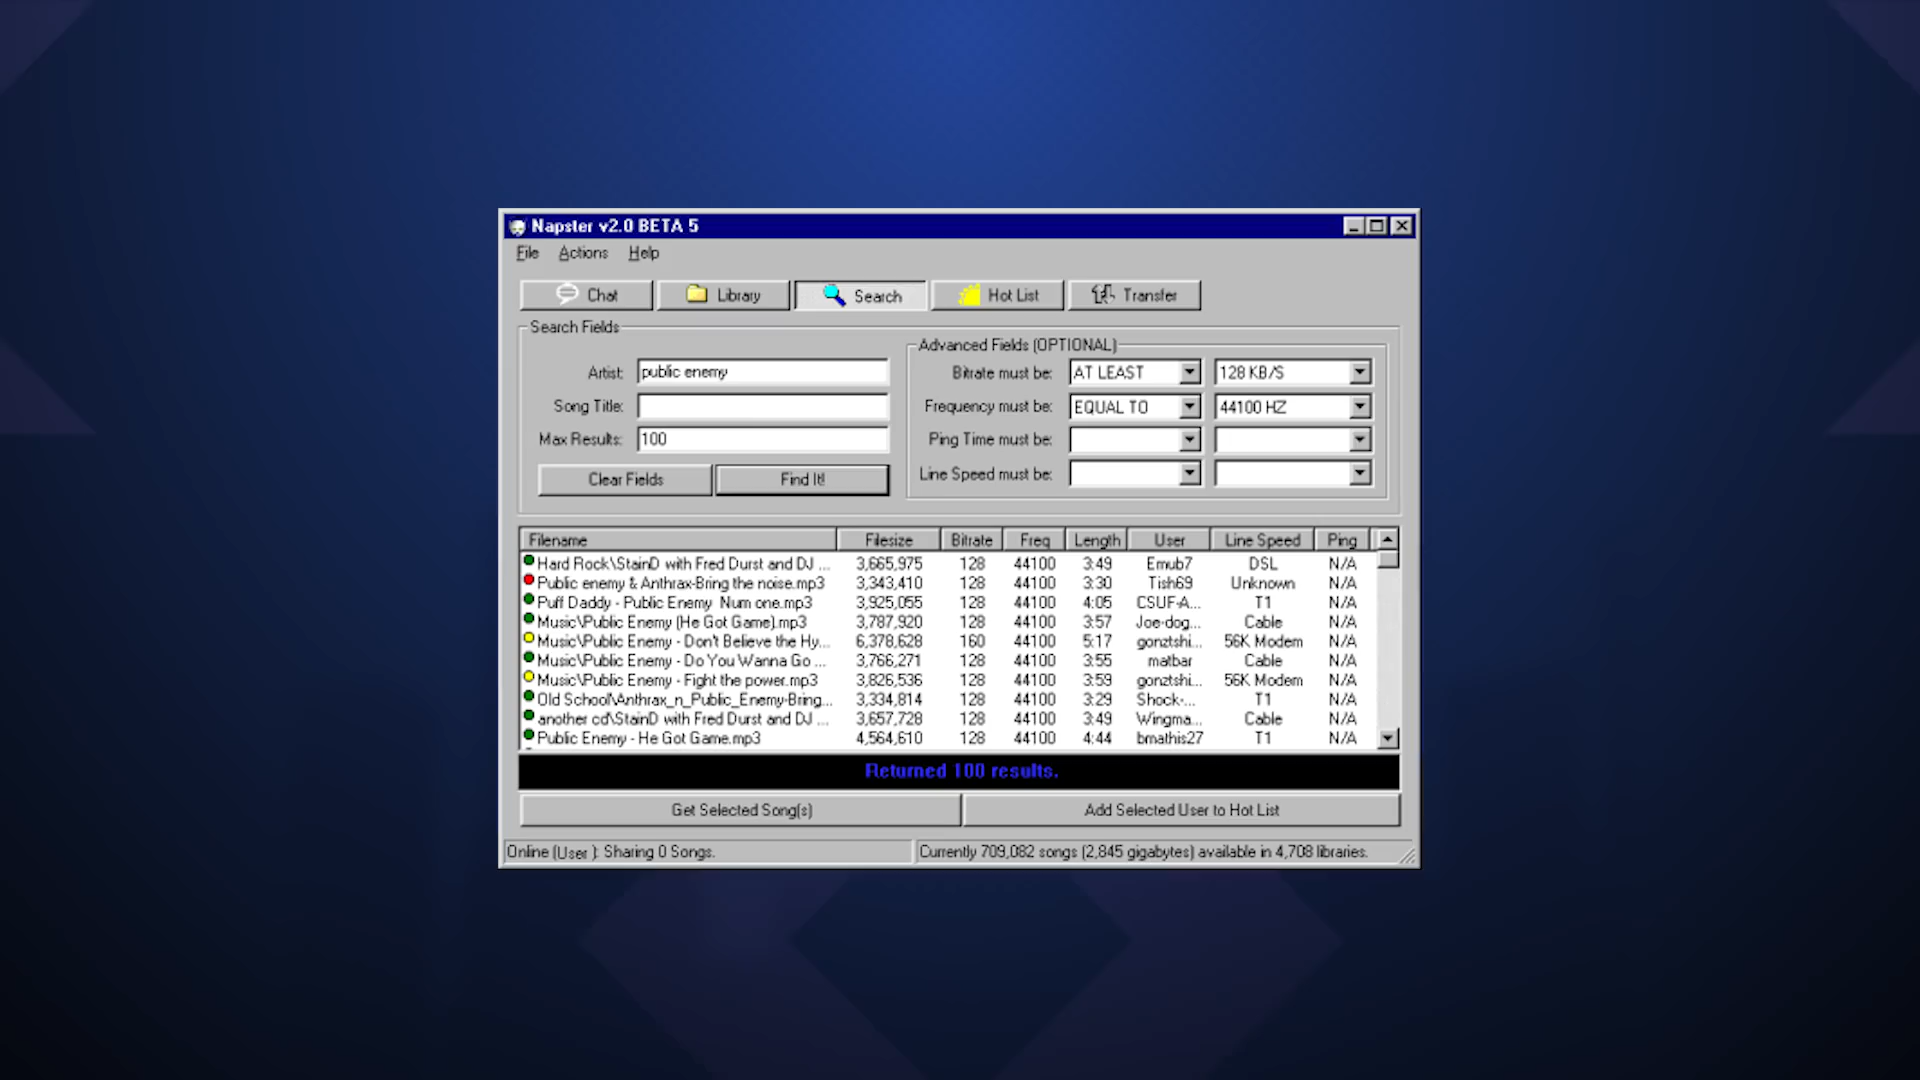 Napster v2.0 BETA 5
File Actions Help
Chat Library Search Hot List Transfer
Search Fields
Advanced Fields (OPTIONAL)
Artist: public enemy
Bitrate must be: AT LEAST 128 KB/S
Song Title:
Frequency must be: EQUAL TO 44100 HZ
Max Results: 100
Ping Time must be:
Line Speed must be:
Clear Fields Find It!
Filename Filesize Bitrate Freq Length User Line Speed Ping
Hard Rock\StainD with Fred Durst and DJ ... 3,665,975 128 44100 3:49 Emub7 DSL N/A
Public enemy & Anthrax-Bring the noise.mp3 3,343,410 128 44100 3:30 Tish69 Unknown N/A
Puff Daddy - Public Enemy Num one.mp3 3,925,055 128 44100 4:05 CSUF-A... T1 N/A
Music\Public Enemy (He Got Game).mp3 3,787,920 128 44100 3:57 Joe-dog... Cable N/A
Music\Public Enemy - Don't Believe the Hy... 6,378,628 160 44100 5:17 gonztshi... 56K Modem N/A
Music\Public Enemy - Do You Wanna Go ... 3,766,271 128 44100 3:55 matbar Cable N/A
Music\Public Enemy - Fight the power.mp3 3,826,536 128 44100 3:59 gonztshi... 56K Modem N/A
Old School\Anthrax_n_Public_Enemy-Bring... 3,334,814 128 44100 3:29 Shock-... T1 N/A
another cd\StainD with Fred Durst and DJ ... 3,657,728 128 44100 3:49 Wingma... Cable N/A
Public Enemy - He Got Game.mp3 4,564,610 128 44100 4:44 bmathis27 T1 N/A
Returned 100 results.
Get Selected Song(s) Add Selected User to Hot List
Online (User ): Sharing 0 Songs. Currently 709,082 songs (2,845 gigabytes) available in 4,708 libraries.